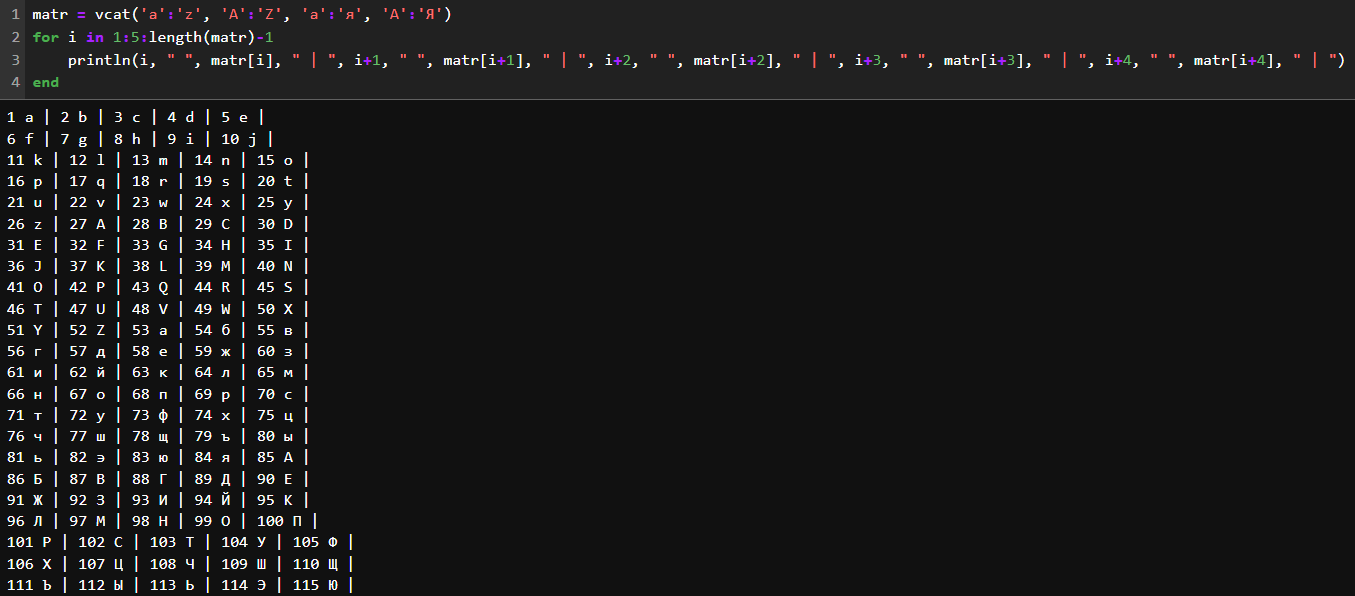 1 matr = vcat('a':'z', 'A':'Z', 'а':'я', 'А':'Я')
2 for i in 1:5:length(matr)-1
3     println(i, " ", matr[i], " | ", i+1, " ", matr[i+1], " | ", i+2, " ", matr[i+2], " | ", i+3, " ", matr[i+3], " | ", i+4, " ", matr[i+4], " | ")
4 end
1 a | 2 b | 3 c | 4 d | 5 e |
6 f | 7 g | 8 h | 9 i | 10 j |
11 k | 12 l | 13 m | 14 n | 15 o |
16 p | 17 q | 18 r | 19 s | 20 t |
21 u | 22 v | 23 w | 24 x | 25 y |
26 z | 27 A | 28 B | 29 C | 30 D |
31 E | 32 F | 33 G | 34 H | 35 I |
36 J | 37 K | 38 L | 39 M | 40 N |
41 O | 42 P | 43 Q | 44 R | 45 S |
46 T | 47 U | 48 V | 49 W | 50 X |
51 Y | 52 Z | 53 а | 54 б | 55 в |
56 г | 57 д | 58 е | 59 ж | 60 з |
61 и | 62 й | 63 к | 64 л | 65 м |
66 н | 67 о | 68 п | 69 р | 70 с |
71 т | 72 у | 73 ф | 74 х | 75 ц |
76 ч | 77 ш | 78 щ | 79 ъ | 80 ы |
81 ь | 82 э | 83 ю | 84 я | 85 А |
86 Б | 87 В | 88 Г | 89 Д | 90 Е |
91 Ж | 92 З | 93 И | 94 Й | 95 К |
96 Л | 97 М | 98 Н | 99 О | 100 П |
101 Р | 102 С | 103 Т | 104 У | 105 Ф |
106 Х | 107 Ц | 108 Ч | 109 Ш | 110 Щ |
111 Ъ | 112 Ы | 113 Ь | 114 Э | 115 Ю |